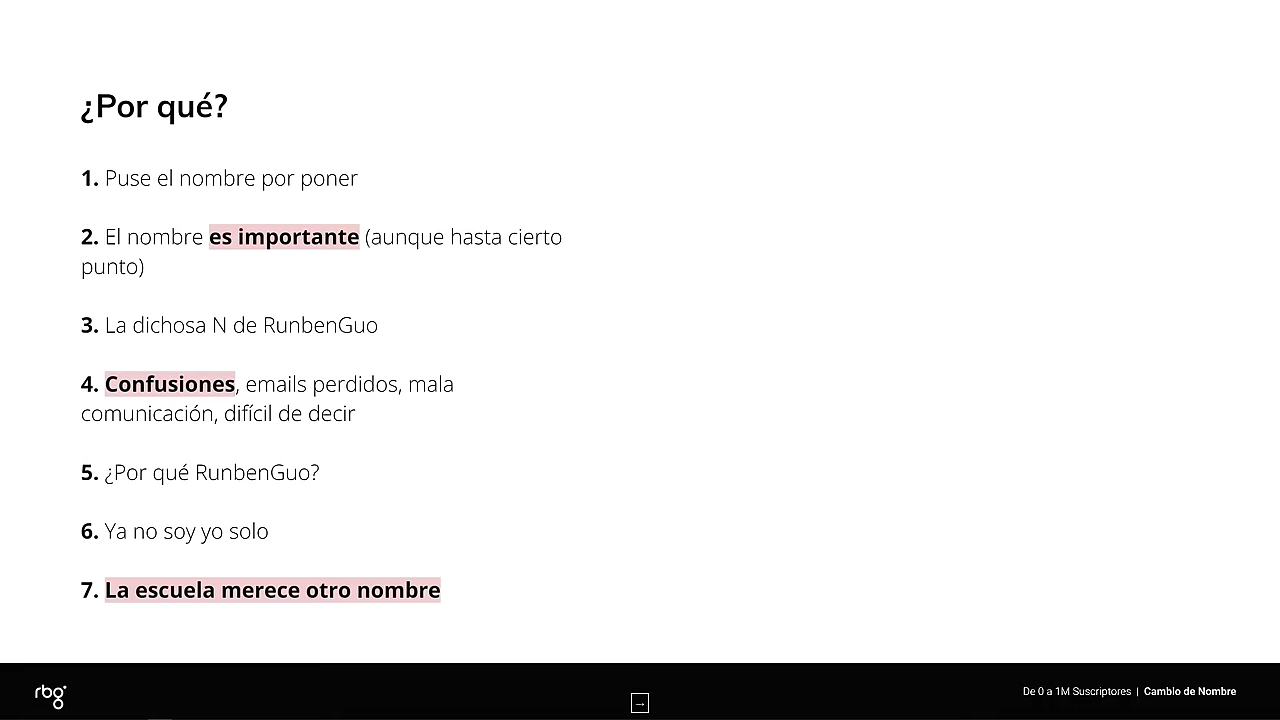 ¿Por qué?
1. Puse el nombre por poner
2. El nombre es importante (aunque hasta cierto
punto)
3. La dichosa N de RunbenGuo
4. Confusiones, emails perdidos, mala
comunicación, difícil de decir
5. ¿Por qué RunbenGuo?
6. Ya no soy yo solo
7. La escuela merece otro nombre
rbg
→
De 0 a 1M Suscriptores | Cambio de Nombre